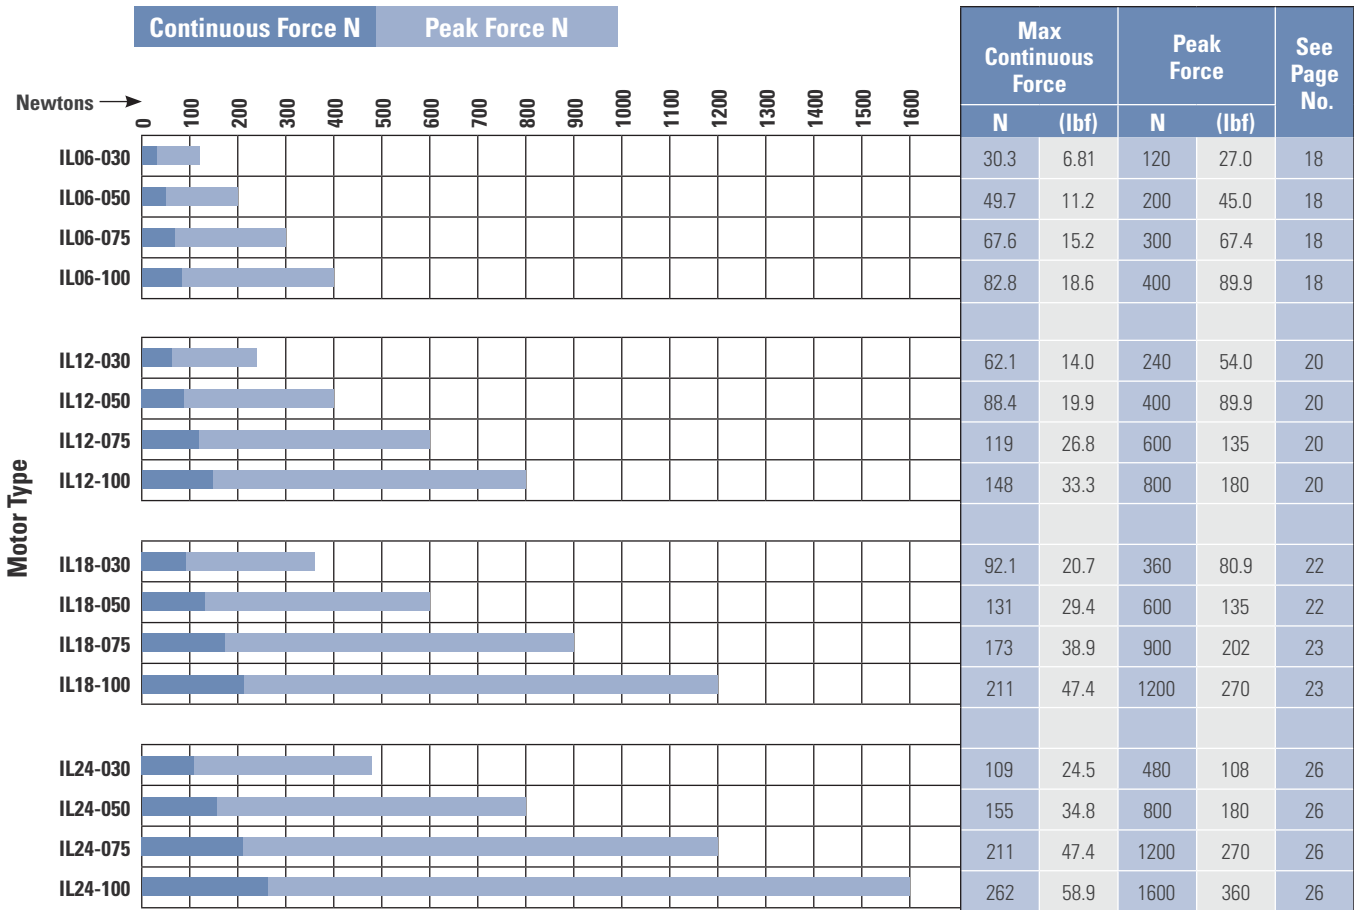 Continuous Force N Peak Force N
Max Continuous Force Peak Force See Page No.
N (lbf) N (lbf)
Newtons 0 100 200 300 400 500 600 700 800 900 1000 1100 1200 1300 1400 1500 1600
Motor Type
IL06-030 30.3 6.81 120 27.0 18
IL06-050 49.7 11.2 200 45.0 18
IL06-075 67.6 15.2 300 67.4 18
IL06-100 82.8 18.6 400 89.9 18
IL12-030 62.1 14.0 240 54.0 20
IL12-050 88.4 19.9 400 89.9 20
IL12-075 119 26.8 600 135 20
IL12-100 148 33.3 800 180 20
IL18-030 92.1 20.7 360 80.9 22
IL18-050 131 29.4 600 135 22
IL18-075 173 38.9 900 202 23
IL18-100 211 47.4 1200 270 23
IL24-030 109 24.5 480 108 26
IL24-050 155 34.8 800 180 26
IL24-075 211 47.4 1200 270 26
IL24-100 262 58.9 1600 360 26